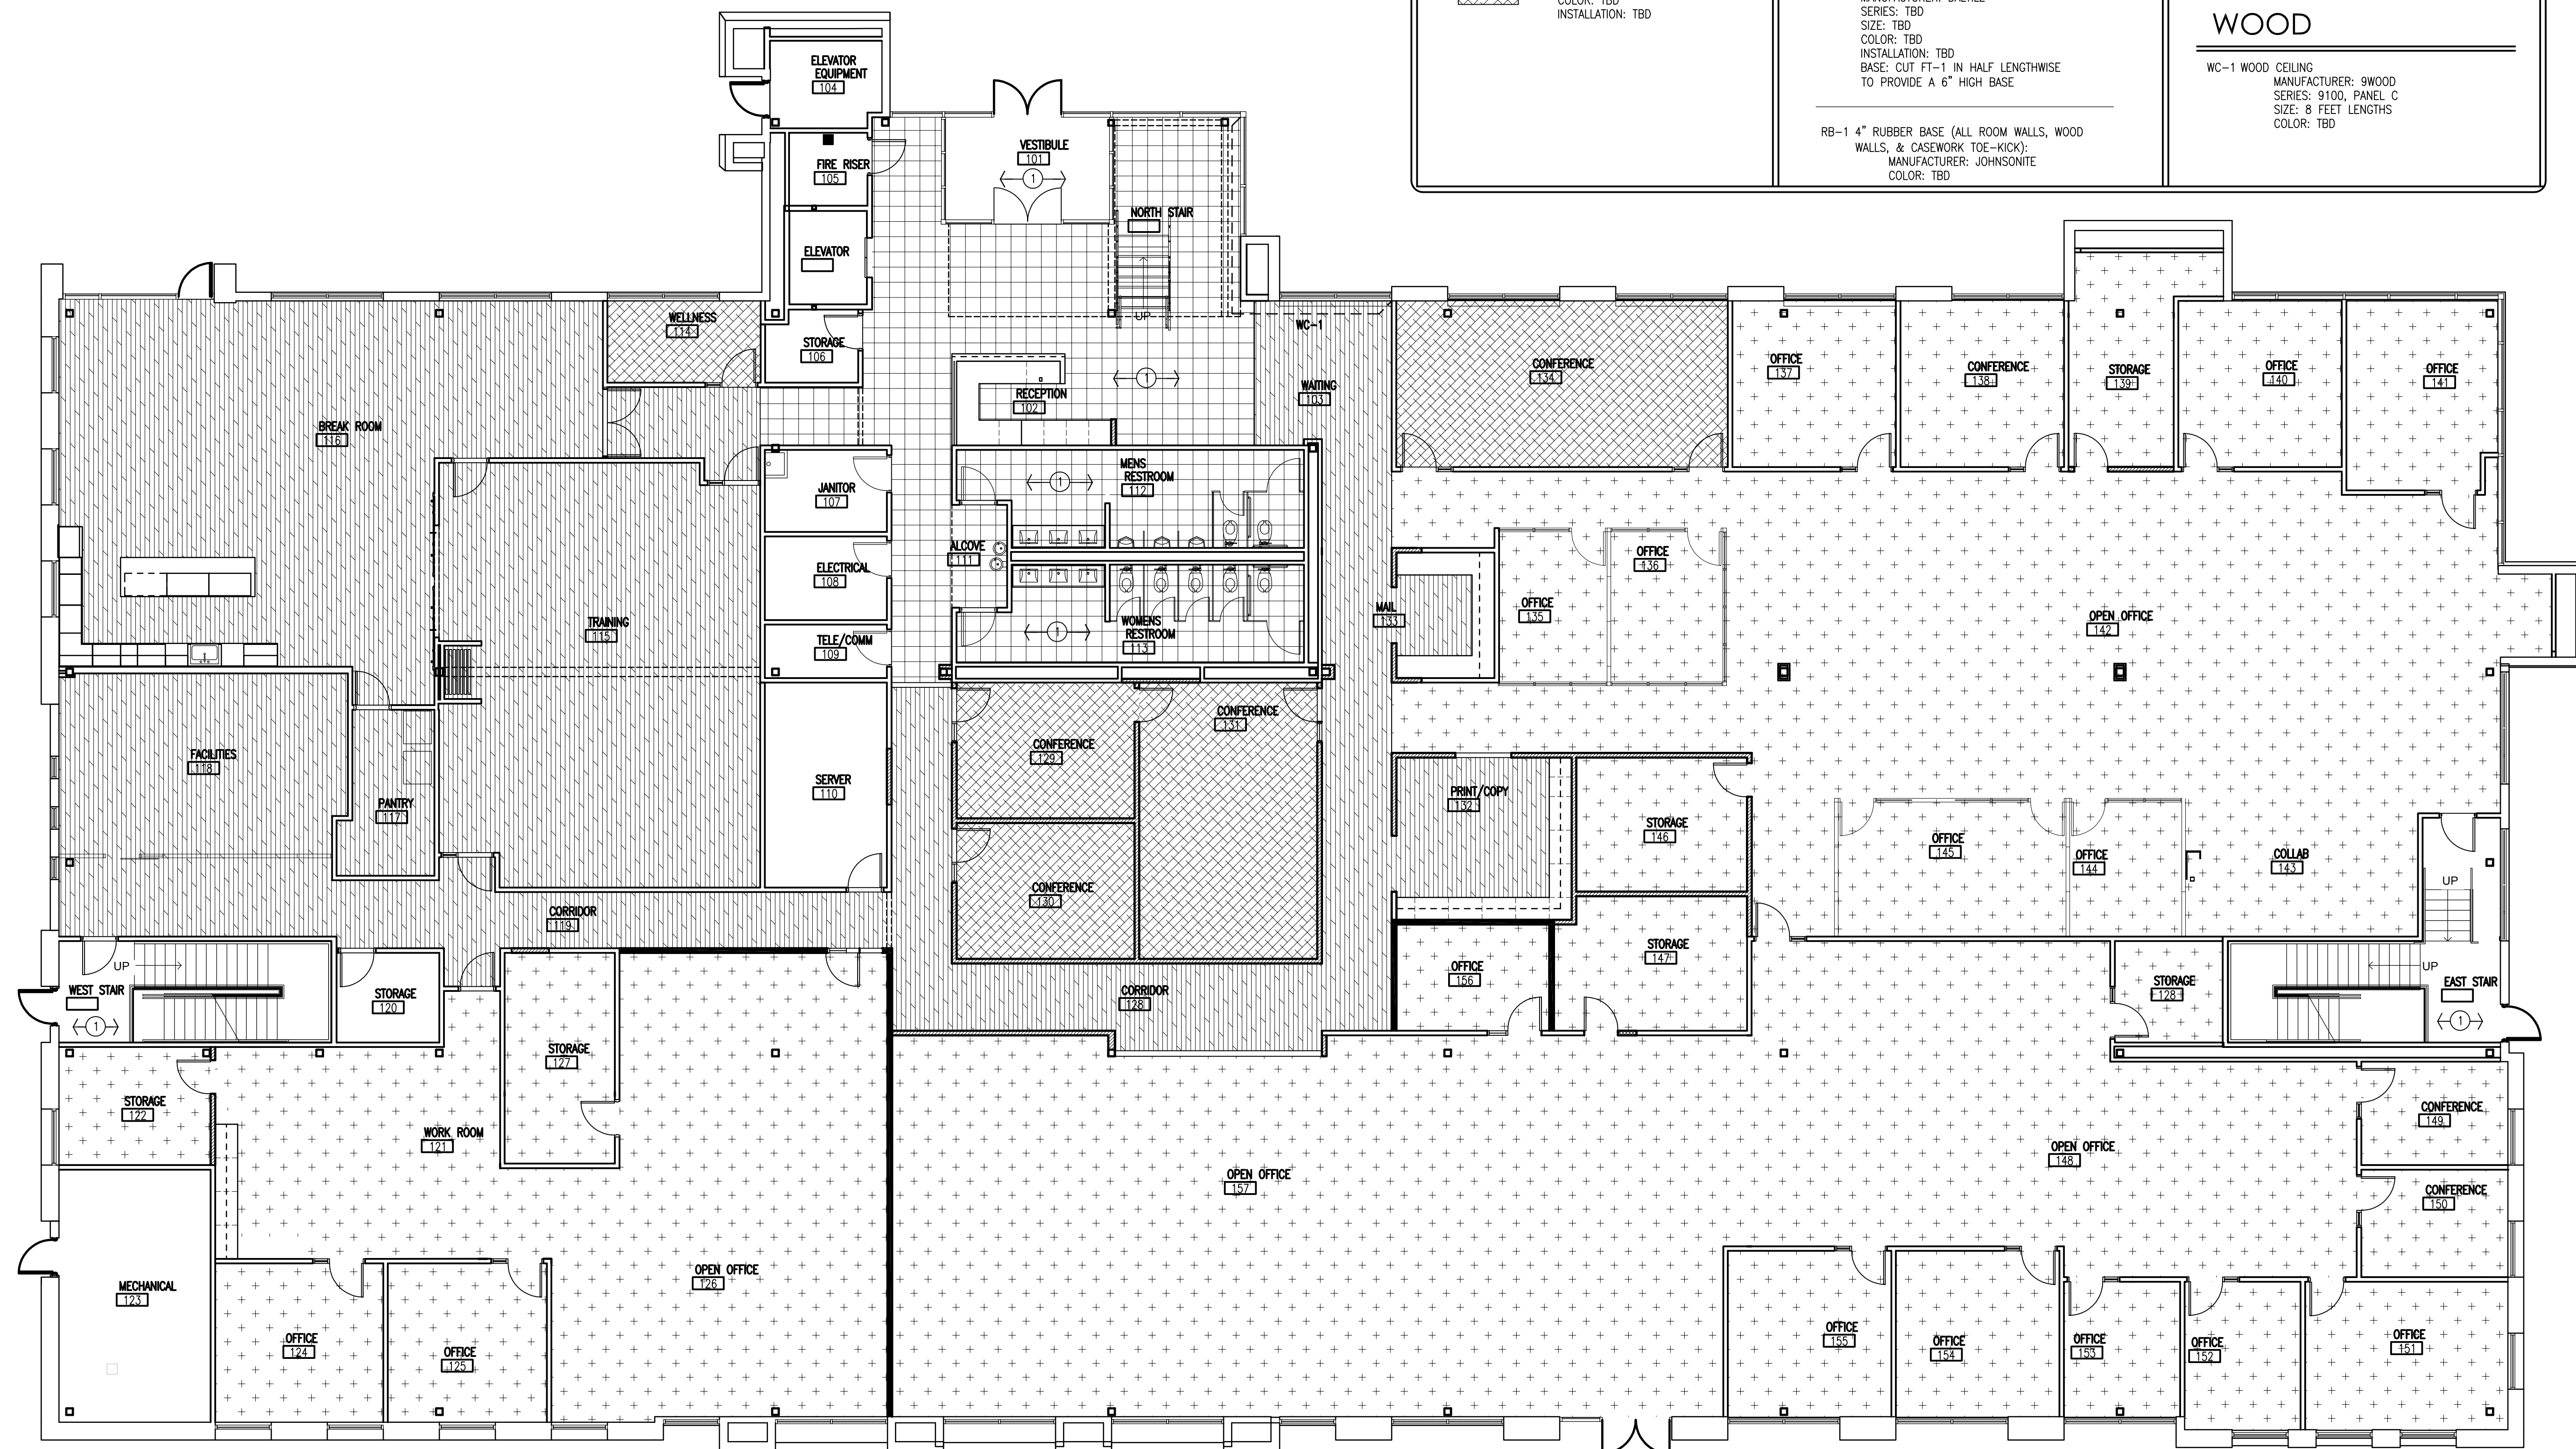 COLOR: TBD
INSTALLATION: TBD
SERIES: TBD
SIZE: TBD
COLOR: TBD
INSTALLATION: TBD
BASE: CUT FT-1 IN HALF LENGTHWISE
TO PROVIDE A 6" HIGH BASE
RB-1 4" RUBBER BASE (ALL ROOM WALLS, WOOD
WALLS, & CASEWORK TOE-KICK):
MANUFACTURER: JOHNSONITE
COLOR: TBD
WOOD
WC-1 WOOD CEILING
MANUFACTURER: 9WOOD
SERIES: 9100, PANEL C
SIZE: 8 FEET LENGTHS
COLOR: TBD
ELEVATOR
EQUIPMENT
104
FIRE RISER
105
VESTIBULE
101
1
NORTH STAIR
ELEVATOR
UP
WELLNESS
114
STORAGE
106
WC-1
RECEPTION
102
1
WAITING
103
CONFERENCE
134
OFFICE
137
CONFERENCE
138
STORAGE
139
OFFICE
140
OFFICE
141
BREAK ROOM
116
JANITOR
107
MENS
RESTROOM
112
1
ELECTRICAL
108
ALCOVE
111
OFFICE
136
OFFICE
135
MAIL
133
OPEN OFFICE
142
TRAINING
115
TELE/COMM
109
WOMENS
RESTROOM
113
1
CONFERENCE
131
CONFERENCE
129
FACILITIES
118
PANTRY
117
SERVER
110
PRINT/COPY
132
STORAGE
146
OFFICE
145
OFFICE
144
COLLAB
143
UP
CONFERENCE
130
CORRIDOR
119
STORAGE
147
OFFICE
156
UP
WEST STAIR
1
STORAGE
120
CORRIDOR
128
STORAGE
128
UP
EAST STAIR
1
STORAGE
127
STORAGE
122
WORK ROOM
121
CONFERENCE
149
OPEN OFFICE
148
OPEN OFFICE
157
CONFERENCE
150
MECHANICAL
123
OPEN OFFICE
126
OFFICE
124
OFFICE
125
OFFICE
155
OFFICE
154
OFFICE
153
OFFICE
152
OFFICE
151